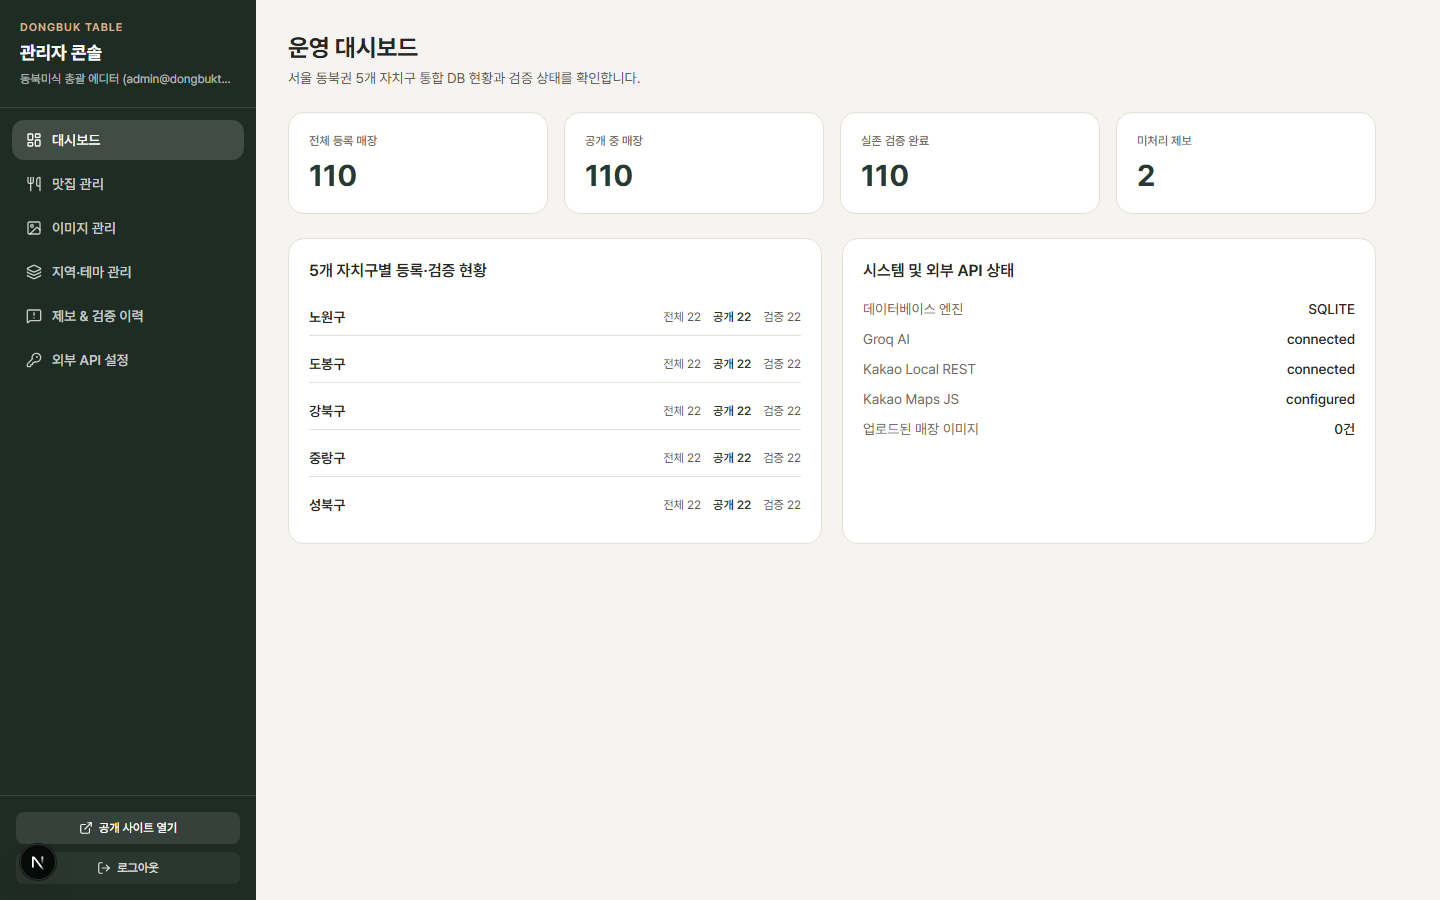 DONGBUK TABLE
관리자 콘솔
동북미식 총괄 에디터 (admin@dongbukt...
대시보드
맛집 관리
이미지 관리
지역·테마 관리
제보 & 검증 이력
외부 API 설정
공개 사이트 열기
N
로그아웃
운영 대시보드
서울 동북권 5개 자치구 통합 DB 현황과 검증 상태를 확인합니다.
전체 등록 매장
110
공개 중 매장
110
실존 검증 완료
110
미처리 제보
2
5개 자치구별 등록·검증 현황
노원구 전체 22 공개 22 검증 22
도봉구 전체 22 공개 22 검증 22
강북구 전체 22 공개 22 검증 22
중랑구 전체 22 공개 22 검증 22
성북구 전체 22 공개 22 검증 22
시스템 및 외부 API 상태
데이터베이스 엔진 SQLITE
Groq AI connected
Kakao Local REST connected
Kakao Maps JS configured
업로드된 매장 이미지 0건